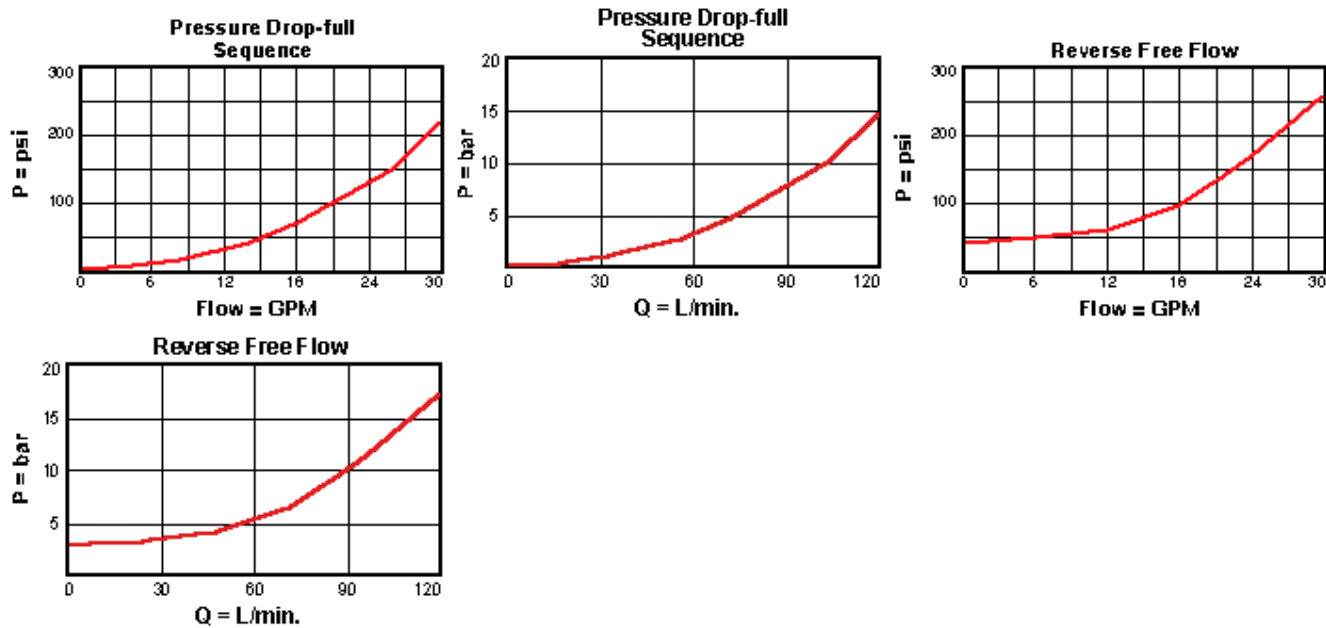 Pressure Drop-full
Sequence
300
200
100
P = psi
0 6 12 18 24 30
Flow = GPM
Pressure Drop-full
Sequence
20
15
10
5
P = bar
0 30 60 90 120
Q = L/min.
Reverse Free Flow
300
200
100
P = psi
0 6 12 18 24 30
Flow = GPM
Reverse Free Flow
20
15
10
5
P = bar
0 30 60 90 120
Q = L/min.